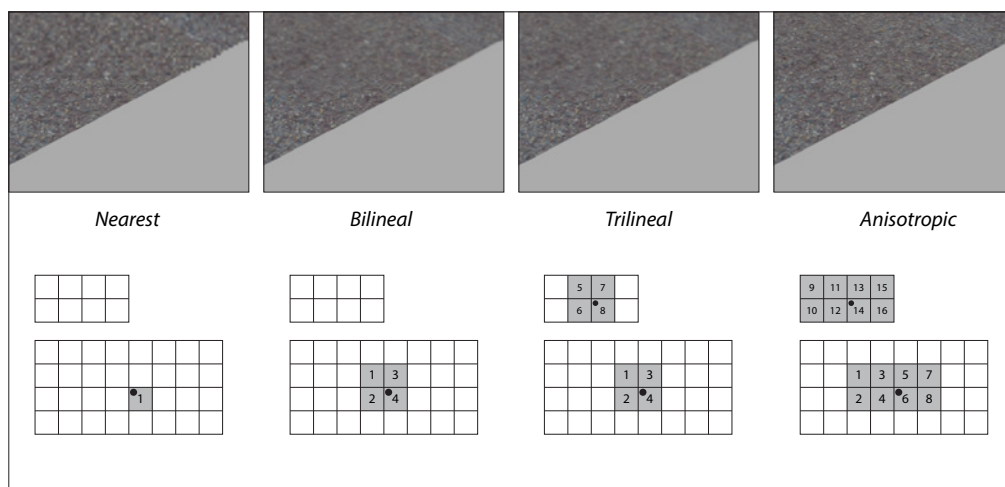 Nearest Bilineal Trilineal Anisotropic
5 7 9 11 13 15
6 8 10 12 14 16
1 3 1 3 1 3 5 7
1 2 4 2 4 2 4 6 8